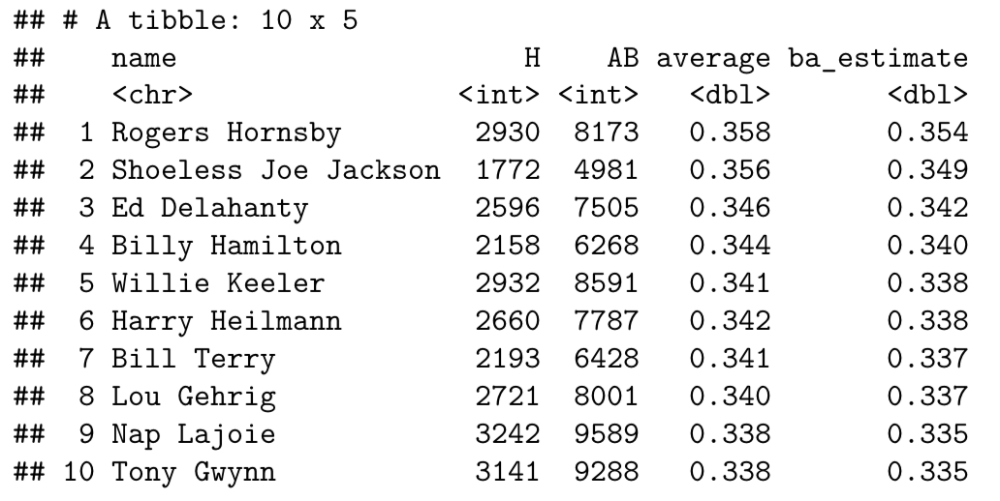 ## # A tibble: 10 x 5
##    name                     H    AB average ba_estimate
##    <chr>                <int> <int>   <dbl>       <dbl>
##  1 Rogers Hornsby        2930  8173   0.358       0.354
##  2 Shoeless Joe Jackson  1772  4981   0.356       0.349
##  3 Ed Delahanty          2596  7505   0.346       0.342
##  4 Billy Hamilton        2158  6268   0.344       0.340
##  5 Willie Keeler         2932  8591   0.341       0.338
##  6 Harry Heilmann        2660  7787   0.342       0.338
##  7 Bill Terry            2193  6428   0.341       0.337
##  8 Lou Gehrig            2721  8001   0.340       0.337
##  9 Nap Lajoie            3242  9589   0.338       0.335
## 10 Tony Gwynn            3141  9288   0.338       0.335